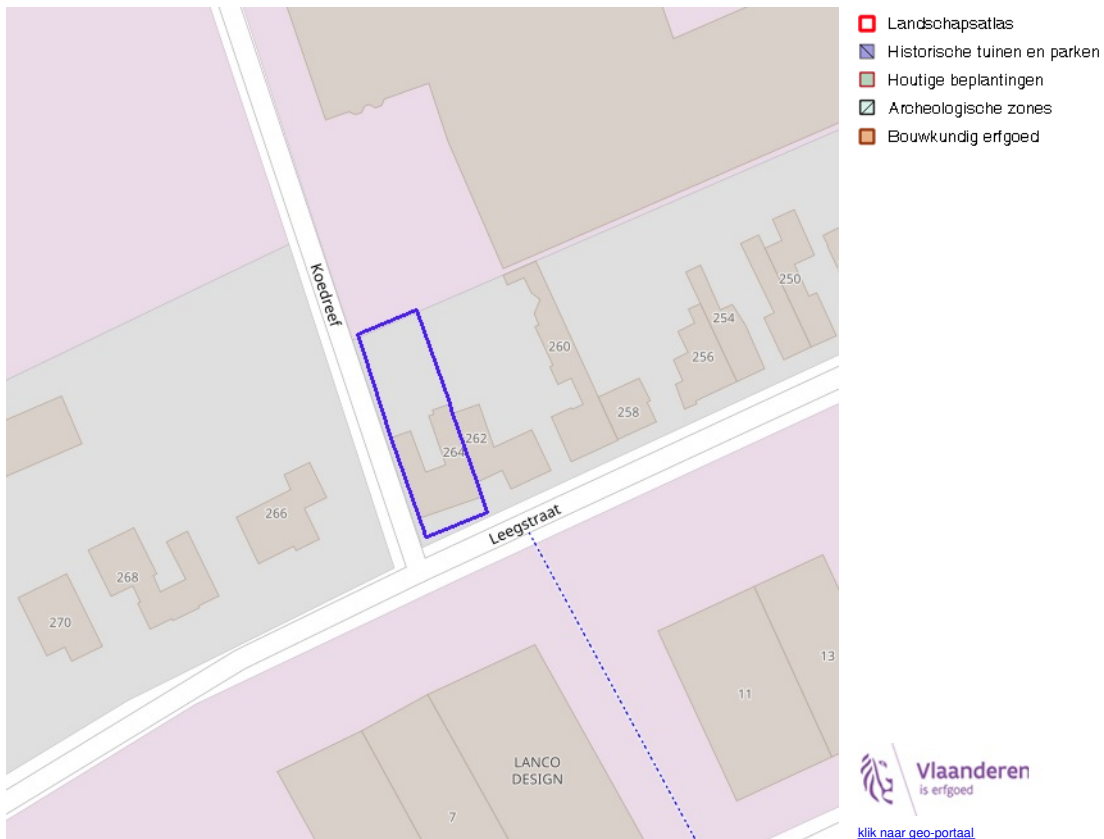 Landschapsatlas
Historische tuinen en parken
Houtige beplantingen
Archeologische zones
Bouwkundig erfgoed
Koedreef
250
254
260
256
258
262
264
Leegstraat
266
268
270
13
11
LANCO
DESIGN
7
Vlaanderen
is erfgoed
klik naar geo-portaal